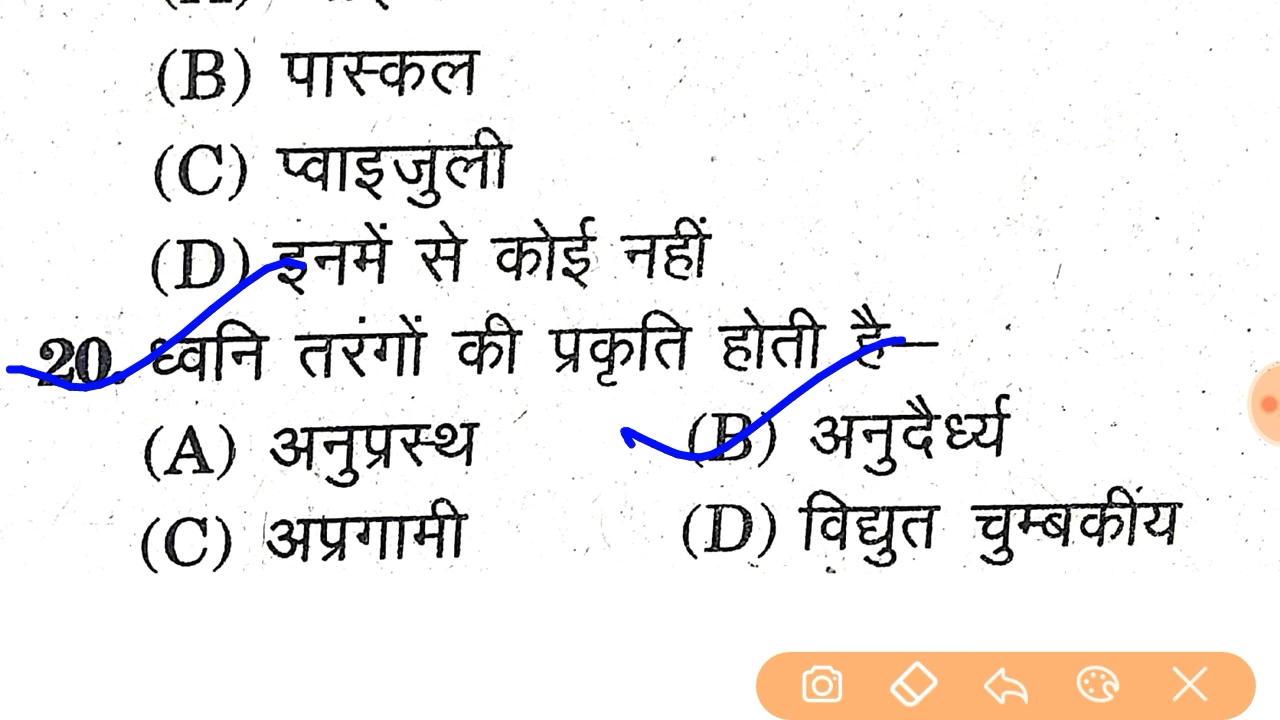 (B) पास्कल
(C) प्वाइजुली
(D) इनमें से कोई नहीं
20. ध्वनि तरंगों की प्रकृति होती है—
(A) अनुप्रस्थ (B) अनुदैर्ध्य
(C) अप्रगामी (D) विद्युत चुम्बकींय